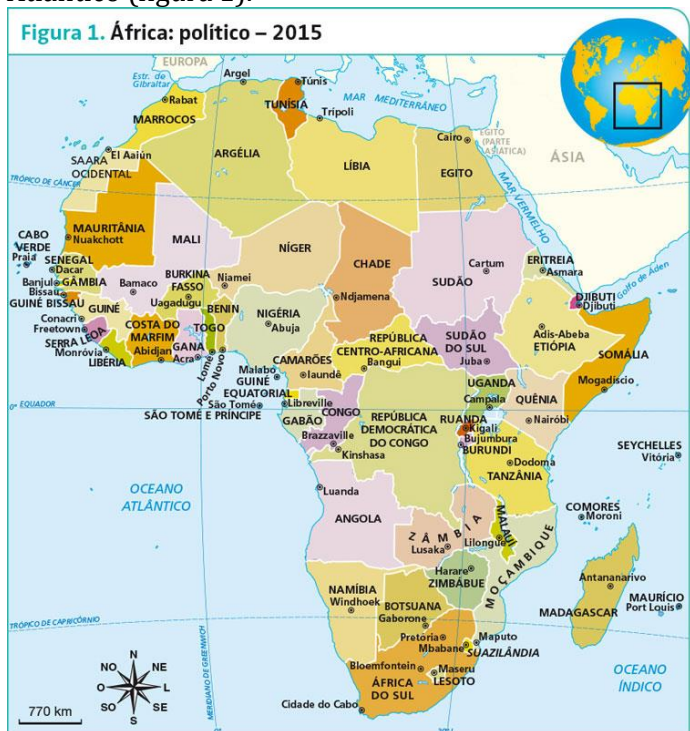 Atlântico (figura 1).
Figura 1. África: político – 2015
EUROPA
Estr. de
Gibraltar
Argel
Túnis
Rabat
TUNÍSIA
MAR MEDITERRÂNEO
MARROCOS
Trípoli
Cairo
EGITO
(PARTE
ASIÁTICA)
ÁSIA
El Aaiún
SAARA
OCIDENTAL
ARGÉLIA
LÍBIA
EGITO
TRÓPICO DE CÂNCER
MAR VERMELHO
MAURITÂNIA
Nuakchott
CABO
VERDE
Praia
MALI
NÍGER
CHADE
SUDÃO
Cartum
ERITREIA
Asmara
Golfo de Áden
SENEGAL
Dacar
Banjul
GÂMBIA
Bissau
GUINÉ BISSAU
Bamaco
BURKINA
FASSO
Uagadugu
Niamei
Ndjamena
DJIBUTI
Djibuti
GUINÉ
Conacri
Freetown
SERRA LEOA
Monróvia
LIBÉRIA
COSTA DO
MARFIM
Abidjan
GANA
Acra
TOGO
Lomé
BENIN
Porto Novo
NIGÉRIA
Abuja
Adis-Abeba
ETIÓPIA
SOMÁLIA
Mogadíscio
SUDÃO
DO SUL
Juba
REPÚBLICA
CENTRO-AFRICANA
Bangui
CAMARÕES
Iaundê
Malabo
GUINÉ
EQUATORIAL
São Tomé
SÃO TOMÉ E PRÍNCIPE
Libreville
GABÃO
CONGO
Brazzaville
Kinshasa
REPÚBLICA
DEMOCRÁTICA
DO CONGO
UGANDA
Campala
QUÊNIA
Nairóbi
RUANDA
Kigali
Bujumbura
BURUNDI
0° EQUADOR
Dodoma
TANZÂNIA
SEYCHELLES
Vitória
OCEANO
ATLÂNTICO
Luanda
ANGOLA
ZÂMBIA
Lusaka
MALAUÍ
Lilongue
COMORES
Moroni
MOÇAMBIQUE
Harare
ZIMBÁBUE
Antananarivo
MADAGASCAR
MAURÍCIO
Port Louis
NAMÍBIA
Windhoek
BOTSUANA
Gaborone
TRÓPICO DE CAPRICÓRNIO
Pretória
Maputo
Mbabane
SUAZILÂNDIA
Bloemfontein
Maseru
LESOTO
ÁFRICA
DO SUL
Cidade do Cabo
OCEANO
ÍNDICO
MERIDIANO DE GREENWICH
N
NO
NE
O
L
SO
SE
S
770 km
0°